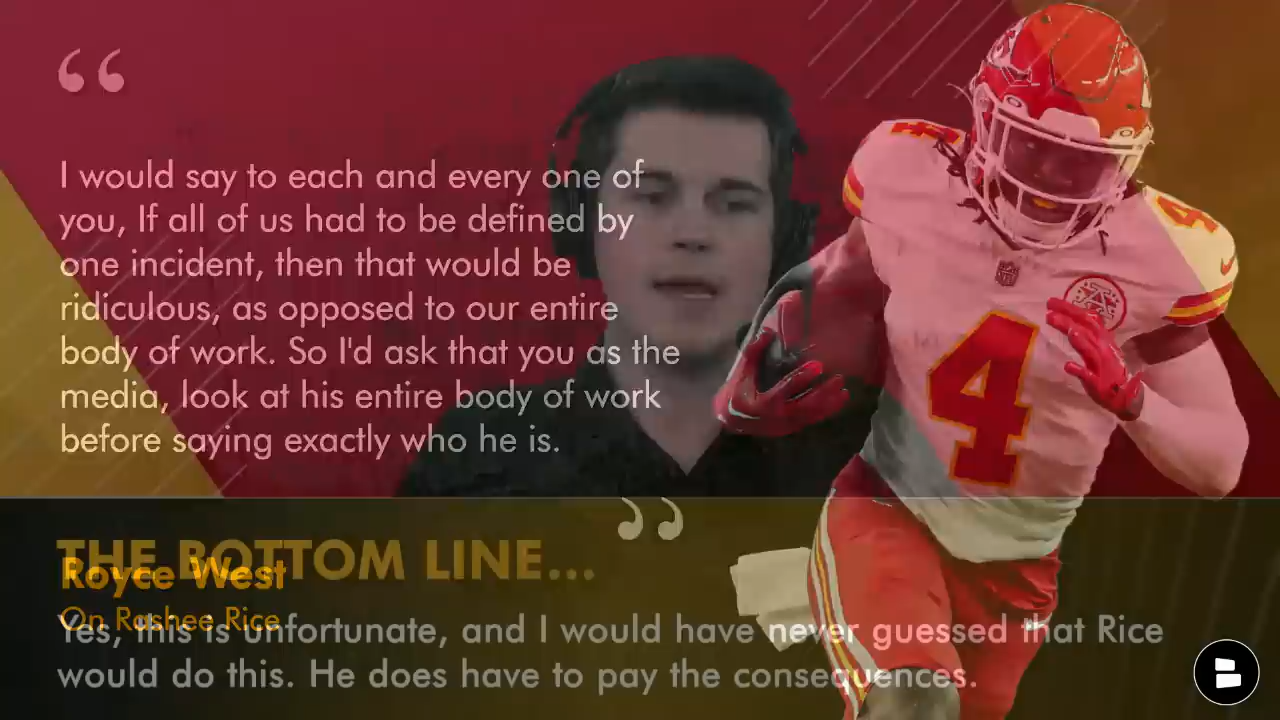 I would say to each and every one of
you, If all of us had to be defined by
one incident, then that would be
ridiculous, as opposed to our entire
body of work. So I'd ask that you as the
media, look at his entire body of work
before saying exactly who he is.
THE BOTTOM LINE...
Royce West
On Rashee Rice
Yes, this is unfortunate, and I would have never guessed that Rice
would do this. He does have to pay the consequences.
4
4
4